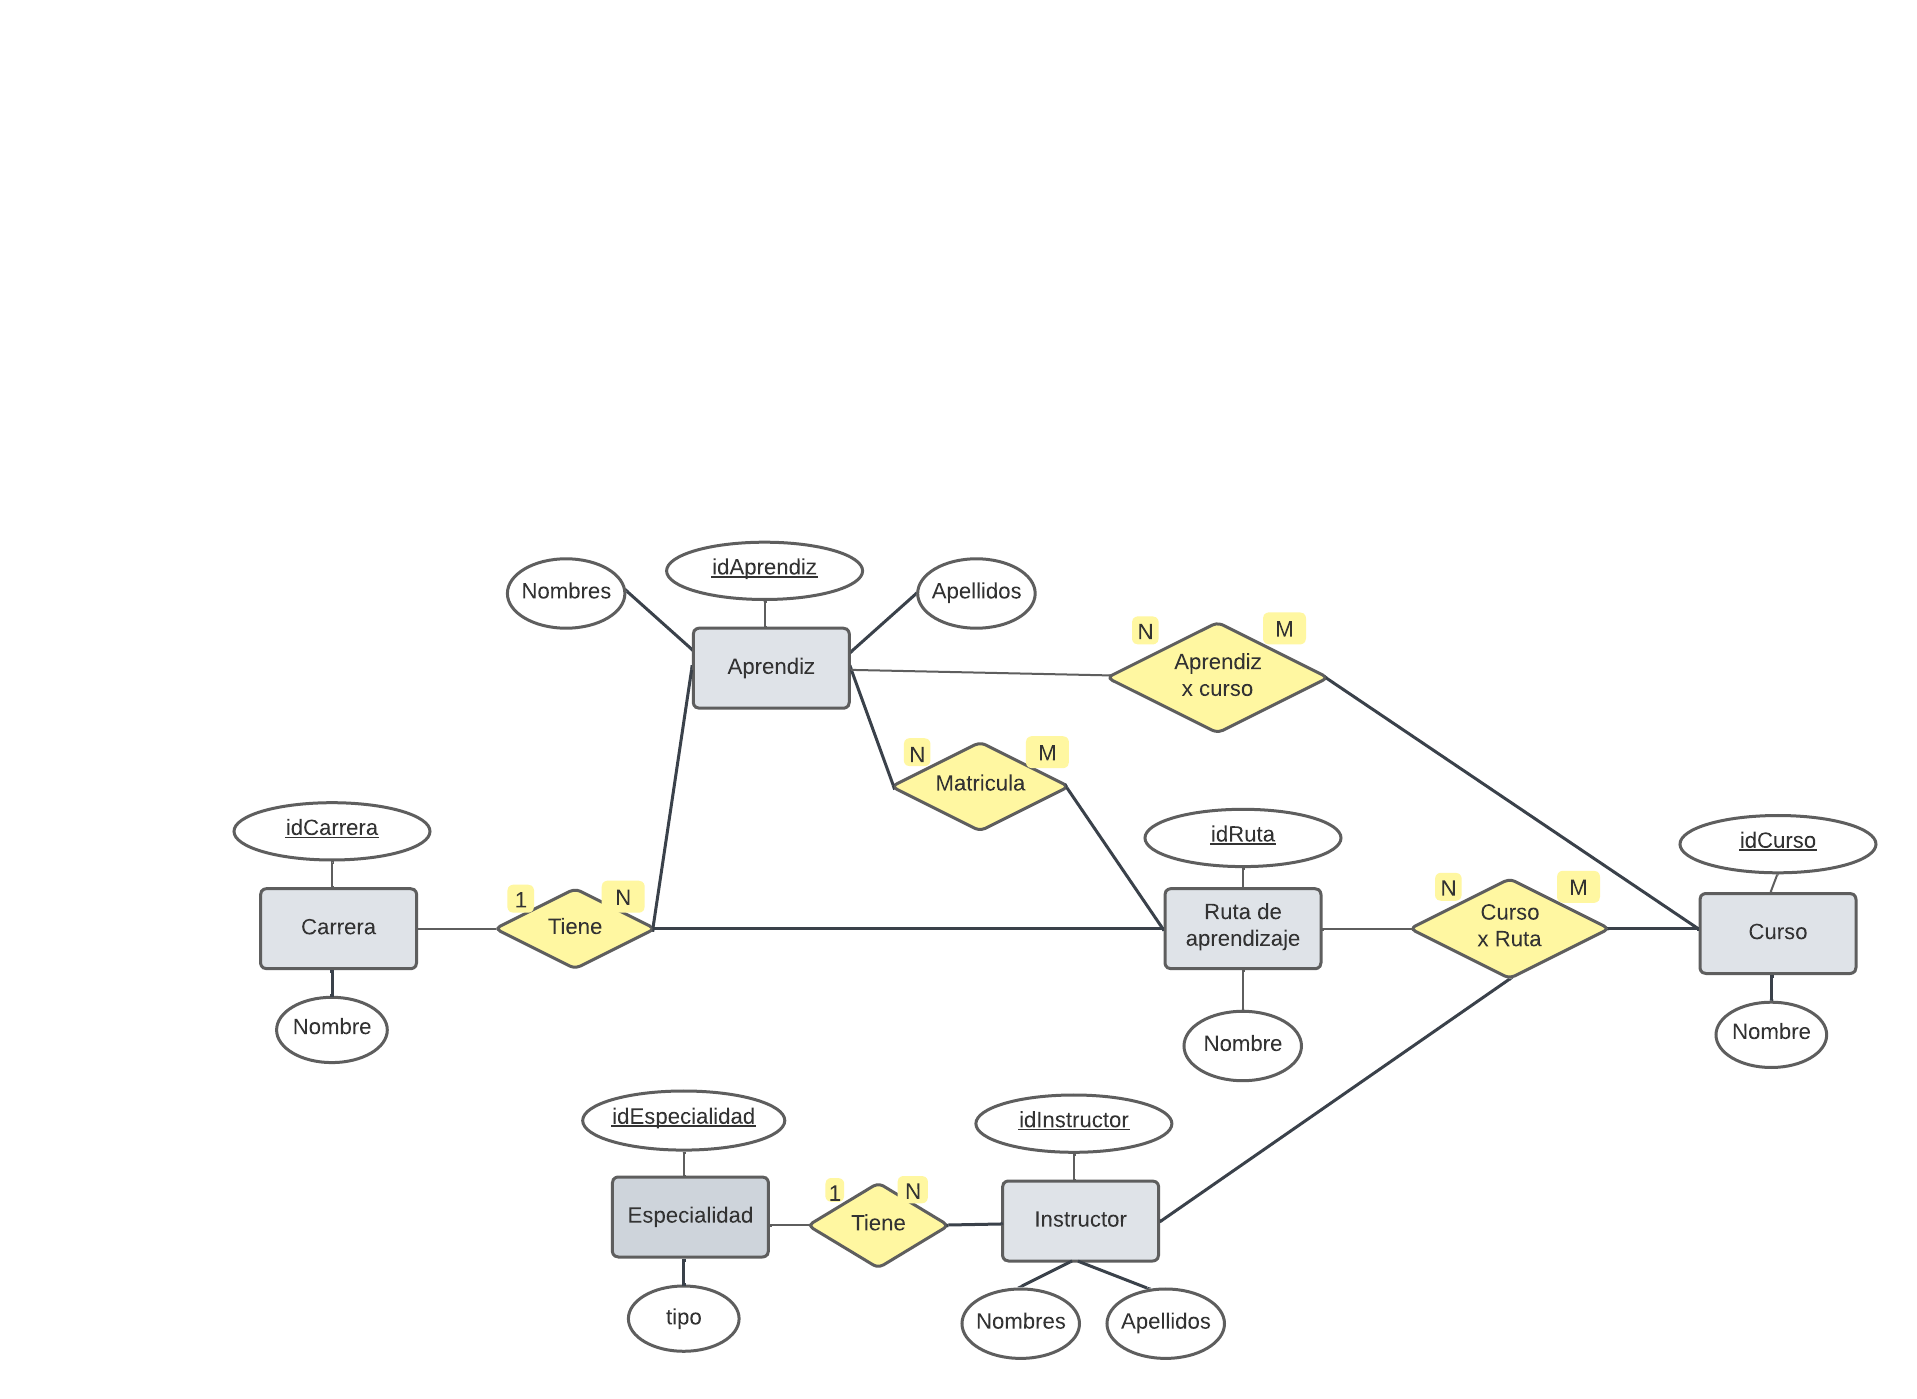 idAprendiz
Nombres
Apellidos
Aprendiz
N
M
Aprendiz
x curso
N
M
Matricula
idCarrera
idRuta
idCurso
Carrera
1
N
Tiene
Ruta de
aprendizaje
N
M
Curso
x Ruta
Curso
Nombre
Nombre
Nombre
idEspecialidad
idInstructor
Especialidad
1
N
Tiene
Instructor
tipo
Nombres
Apellidos